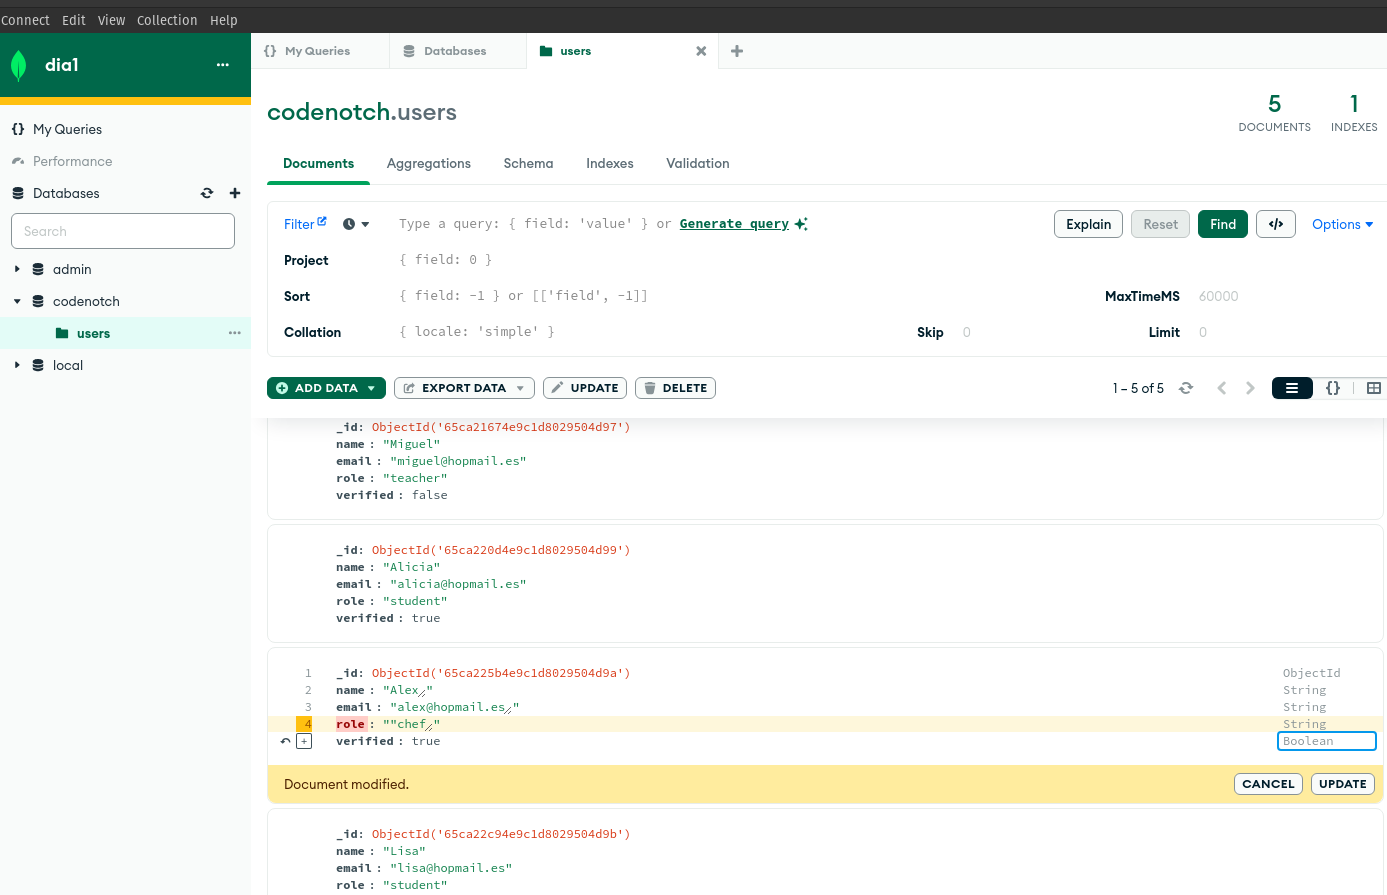 Connect Edit View Collection Help
dia1
My Queries
Performance
Databases
Search
admin
codenotch
users
local
{} My Queries
Databases
users
codenotch.users
5
DOCUMENTS
1
INDEXES
Documents Aggregations Schema Indexes Validation
Filter Type a query: { field: 'value' } or Generate query Explain Reset Find </> Options
Project { field: 0 }
Sort { field: -1 } or [['field', -1]] MaxTimeMS 60000
Collation { locale: 'simple' } Skip 0 Limit 0
ADD DATA EXPORT DATA UPDATE DELETE 1 – 5 of 5 {}
_id: ObjectId('65ca21674e9c1d8029504d97')
name : "Miguel"
email : "miguel@hopmail.es"
role : "teacher"
verified : false
_id: ObjectId('65ca220d4e9c1d8029504d99')
name : "Alicia"
email : "alicia@hopmail.es"
role : "student"
verified : true
1 _id: ObjectId('65ca225b4e9c1d8029504d9a') ObjectId
2 name : "Alex" String
3 email : "alex@hopmail.es" String
4 role : ""chef" String
verified : true Boolean
Document modified. CANCEL UPDATE
_id: ObjectId('65ca22c94e9c1d8029504d9b')
name : "Lisa"
email : "lisa@hopmail.es"
role : "student"